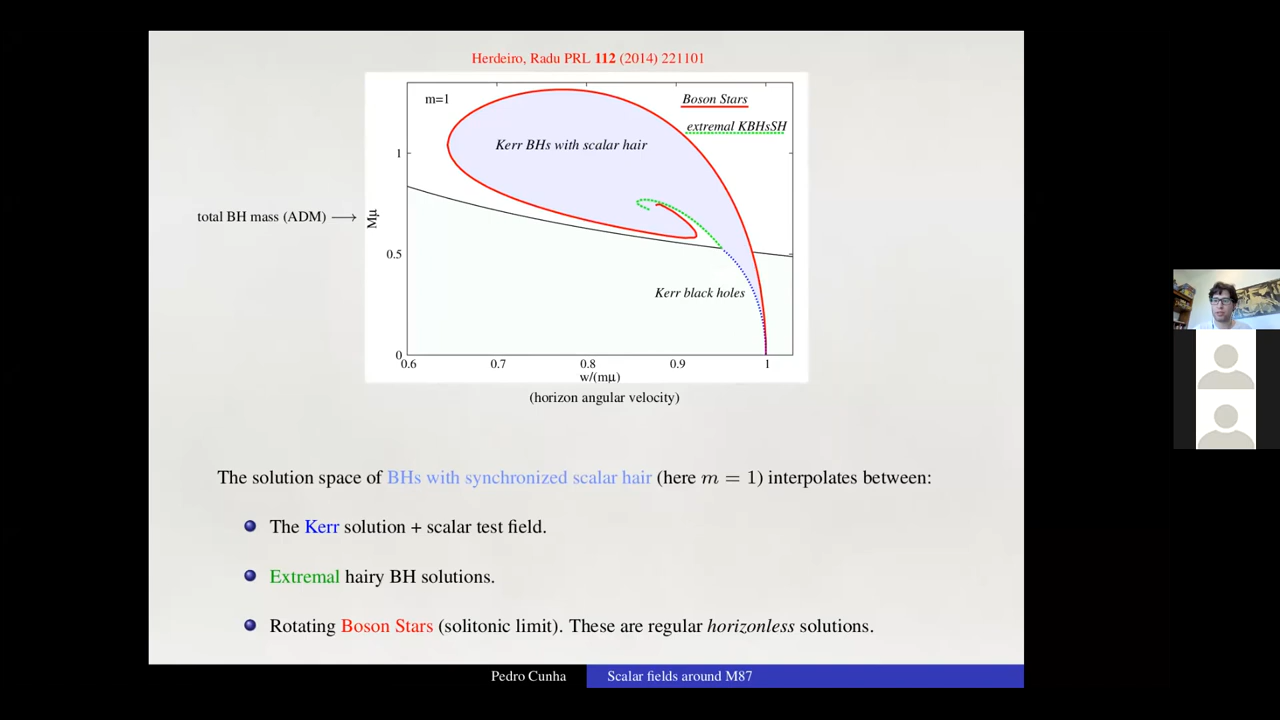 Herdeiro, Radu PRL 112 (2014) 221101
m=1
Boson Stars
extremal KBHsSH
Kerr BHs with scalar hair
1
total BH mass (ADM) ⟶
Mμ
0.5
Kerr black holes
0
0.6 0.7 0.8 0.9 1
w/(mμ)
(horizon angular velocity)
The solution space of BHs with synchronized scalar hair (here m = 1) interpolates between:
The Kerr solution + scalar test field.
Extremal hairy BH solutions.
Rotating Boson Stars (solitonic limit). These are regular horizonless solutions.
Pedro Cunha
Scalar fields around M87